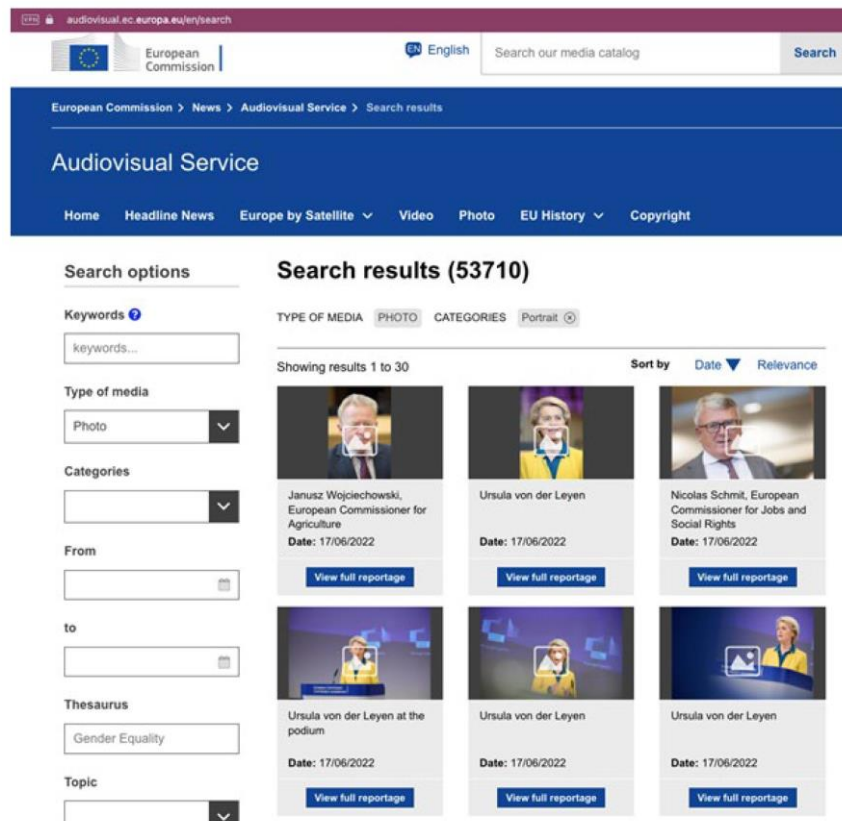 audiovisual.ec.europa.eu/en/search
European
Commission
EN English
Search our media catalog
Search
European Commission > News > Audiovisual Service > Search results
Audiovisual Service
Home Headline News Europe by Satellite Video Photo EU History Copyright
Search options
Keywords ?
keywords...
Type of media
Photo
Categories
From
to
Thesaurus
Gender Equality
Topic
Search results (53710)
TYPE OF MEDIA PHOTO CATEGORIES Portrait
Showing results 1 to 30
Sort by Date Relevance
Janusz Wojciechowski,
European Commissioner for
Agriculture
Date: 17/06/2022
View full reportage
Ursula von der Leyen
Date: 17/06/2022
View full reportage
Nicolas Schmit, European
Commissioner for Jobs and
Social Rights
Date: 17/06/2022
View full reportage
Ursula von der Leyen at the
podium
Date: 17/06/2022
View full reportage
Ursula von der Leyen
Date: 17/06/2022
View full reportage
Ursula von der Leyen
Date: 17/06/2022
View full reportage